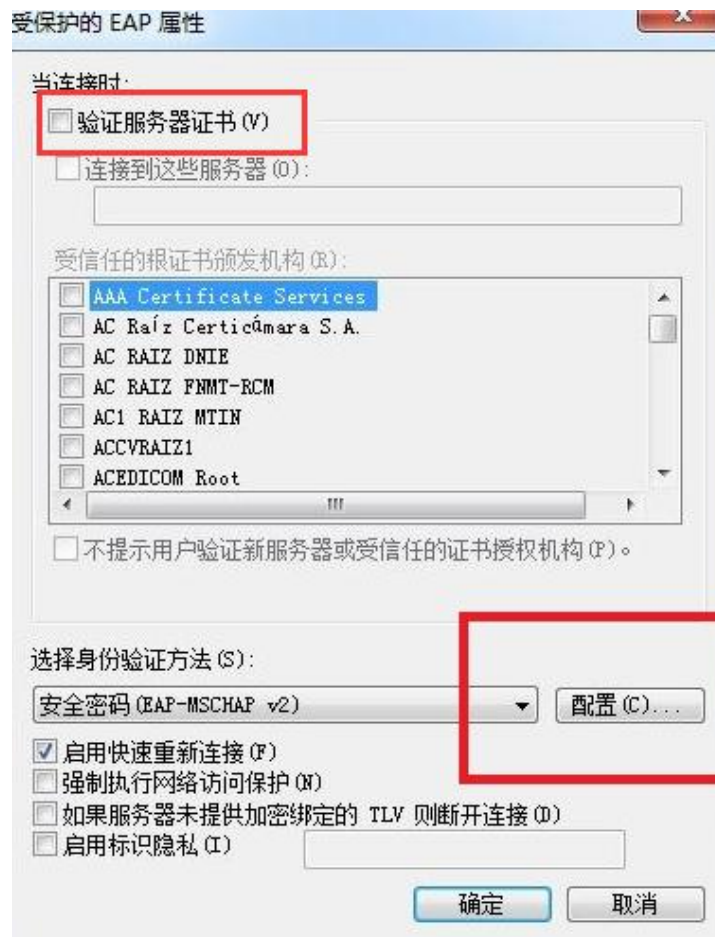 受保护的 EAP 属性
当连接时:
验证服务器证书(V)
连接到这些服务器(O):
受信任的根证书颁发机构(R):
AAA Certificate Services
AC Raíz Certicámara S.A.
AC RAIZ DNIE
AC RAIZ FNMT-RCM
AC1 RAIZ MTIN
ACCVRAIZ1
ACEDICOM Root
不提示用户验证新服务器或受信任的证书授权机构(P)。
选择身份验证方法(S):
安全密码(EAP-MSCHAP v2) 配置(C)...
启用快速重新连接(F)
强制执行网络访问保护(N)
如果服务器未提供加密绑定的 TLV 则断开连接(D)
启用标识隐私(I)
确定 取消